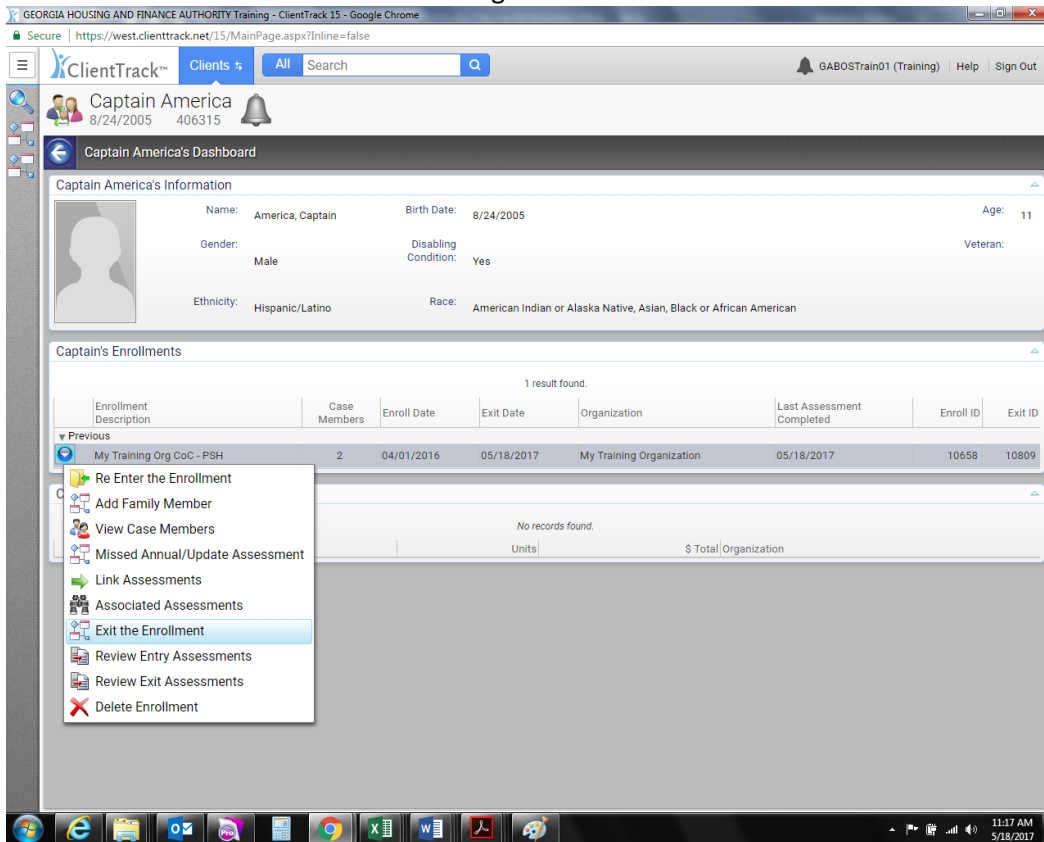 GEORGIA HOUSING AND FINANCE AUTHORITY Training - ClientTrack 15 - Google Chrome
Secure | https://west.clienttrack.net/15/MainPage.aspx?Inline=false
ClientTrack™ Clients All Search GABOSTrain01 (Training) Help Sign Out
Captain America
8/24/2005 406315
Captain America's Dashboard
Captain America's Information
Name: America, Captain Birth Date: 8/24/2005 Age: 11
Gender: Male Disabling Condition: Yes Veteran:
Ethnicity: Hispanic/Latino Race: American Indian or Alaska Native, Asian, Black or African American
Captain's Enrollments
1 result found.
Enrollment Description Case Members Enroll Date Exit Date Organization Last Assessment Completed Enroll ID Exit ID
Previous
My Training Org CoC - PSH 2 04/01/2016 05/18/2017 My Training Organization 05/18/2017 10658 10809
Re Enter the Enrollment
C
Add Family Member
No records found.
View Case Members
Units $ Total Organization
Missed Annual/Update Assessment
Link Assessments
Associated Assessments
Exit the Enrollment
Review Entry Assessments
Review Exit Assessments
Delete Enrollment
11:17 AM
5/18/2017